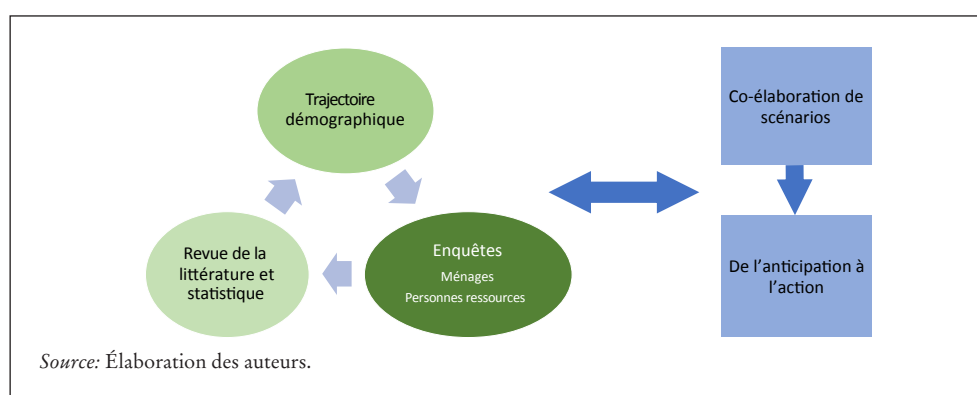 Trajectoire
démographique
Revue de la
littérature et
statistique
Enquêtes
Ménages
Personnes ressources
Co-élaboration de
scénarios
De l’anticipation à
l’action
Source: Élaboration des auteurs.